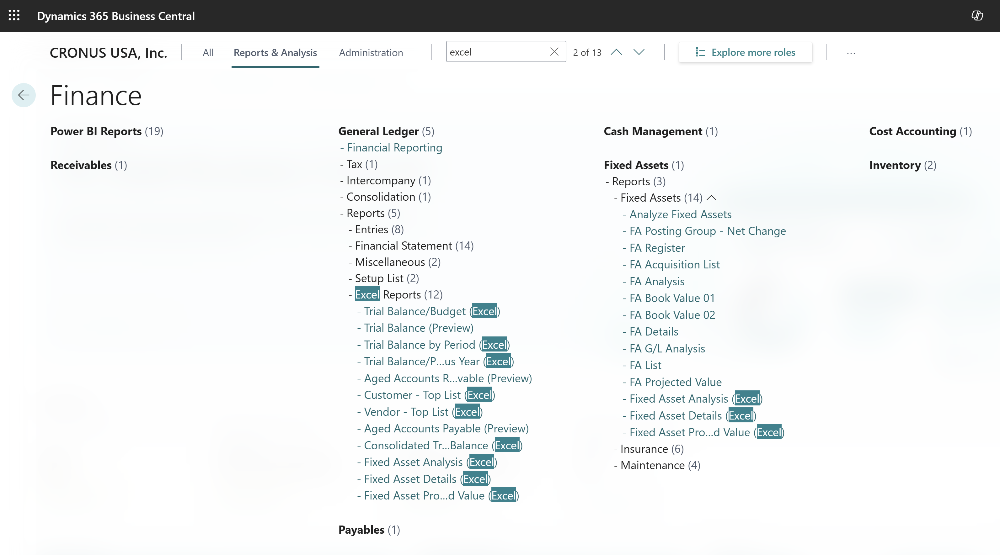 Dynamics 365 Business Central
CRONUS USA, Inc.
All
Reports & Analysis
Administration
excel
2 of 13
Explore more roles
...
Finance
Power BI Reports (19)
Receivables (1)
General Ledger (5)
- Financial Reporting
- Tax (1)
- Intercompany (1)
- Consolidation (1)
- Reports (5)
- Entries (8)
- Financial Statement (14)
- Miscellaneous (2)
- Setup List (2)
- Excel Reports (12)
- Trial Balance/Budget (Excel)
- Trial Balance (Preview)
- Trial Balance by Period (Excel)
- Trial Balance/P...us Year (Excel)
- Aged Accounts R...vable (Preview)
- Customer - Top List (Excel)
- Vendor - Top List (Excel)
- Aged Accounts Payable (Preview)
- Consolidated Tr...Balance (Excel)
- Fixed Asset Analysis (Excel)
- Fixed Asset Details (Excel)
- Fixed Asset Pro...d Value (Excel)
Payables (1)
Cash Management (1)
Fixed Assets (1)
- Reports (3)
- Fixed Assets (14)
- Analyze Fixed Assets
- FA Posting Group - Net Change
- FA Register
- FA Acquisition List
- FA Analysis
- FA Book Value 01
- FA Book Value 02
- FA Details
- FA G/L Analysis
- FA List
- FA Projected Value
- Fixed Asset Analysis (Excel)
- Fixed Asset Details (Excel)
- Fixed Asset Pro...d Value (Excel)
- Insurance (6)
- Maintenance (4)
Cost Accounting (1)
Inventory (2)